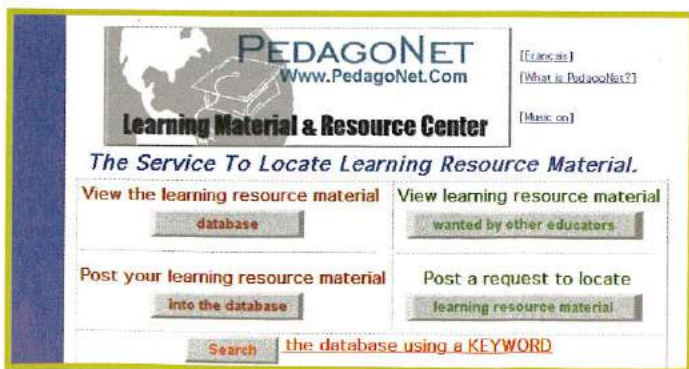 PEDAGONET
Www.PedagoNet.Com
Learning Material & Resource Center
[Francais]
[What is PedagoNet?]
[Music on]
The Service To Locate Learning Resource Material.
View the learning resource material
database
View learning resource material
wanted by other educators
Post your learning resource material
into the database
Post a request to locate
learning resource material
Search the database using a KEYWORD